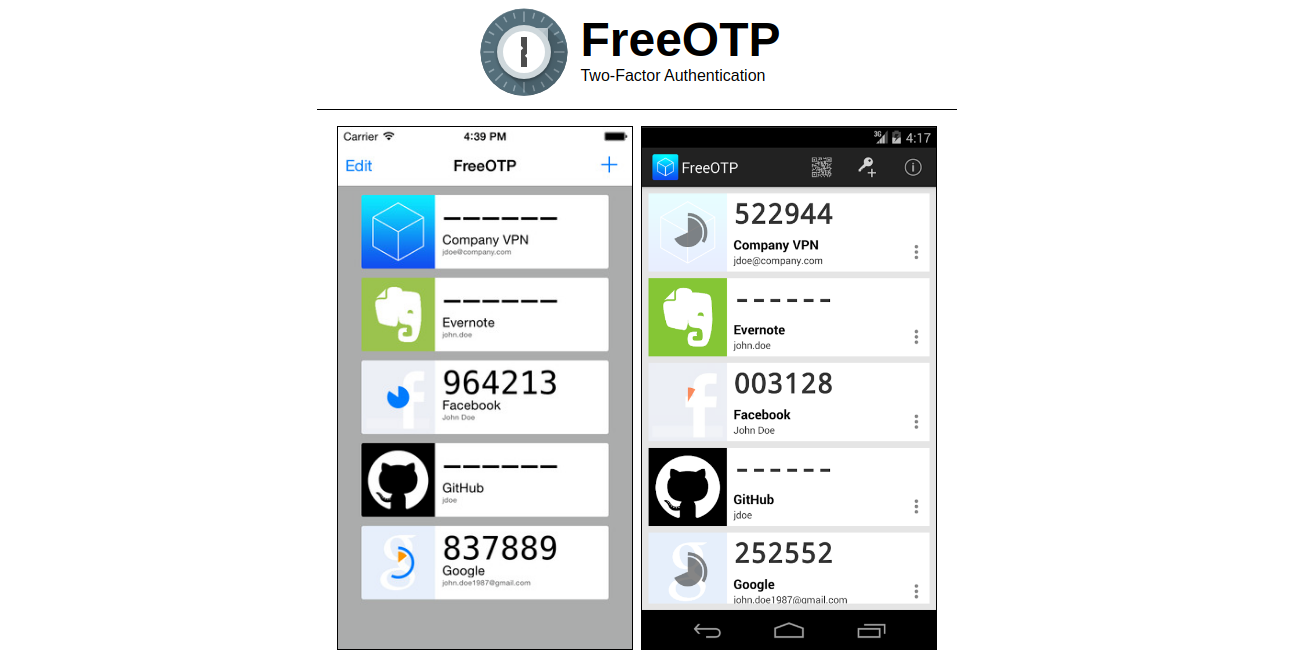 FreeOTP
Two-Factor Authentication
Carrier 4:39 PM
Edit FreeOTP +
------
Company VPN
jdoe@company.com
------
Evernote
john.doe
964213
Facebook
John Doe
------
GitHub
jdoe
837889
Google
john.doe1987@gmail.com
3G 4:17
FreeOTP
522944
Company VPN
jdoe@company.com
------
Evernote
john.doe
003128
Facebook
John Doe
------
GitHub
jdoe
252552
Google
john.doe1987@gmail.com